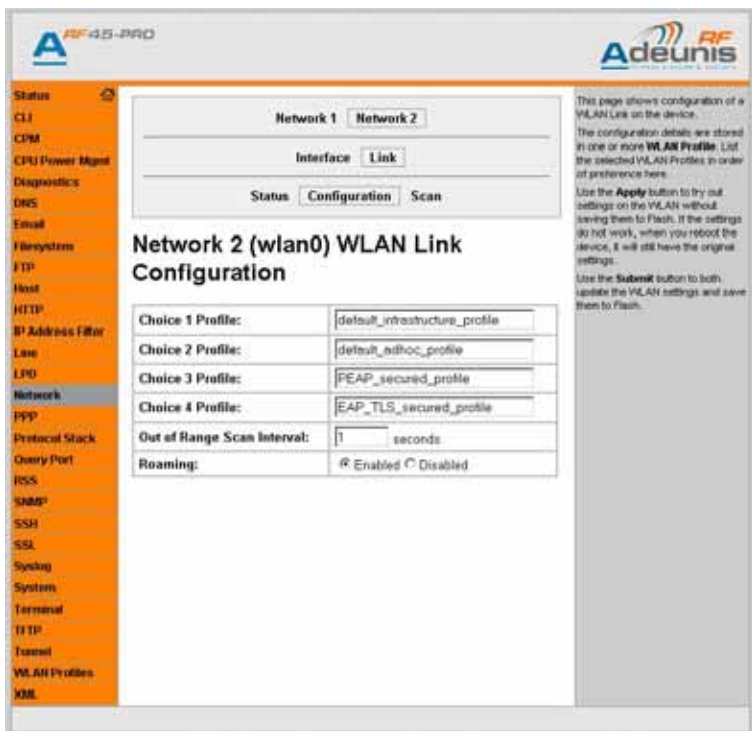 ARF45-PRO
Adeunis RF
Status
CLI
CPM
CPU Power Mgmt
Diagnostics
DNS
Email
Filesystem
FTP
Host
HTTP
IP Address Filter
Line
LPD
Network
PPP
Protocol Stack
Query Port
RSS
SNMP
SSH
SSL
Syslog
System
Terminal
TFTP
Tunnel
WLAN Profiles
XML
Network 1 Network 2
Interface Link
Status Configuration Scan
Network 2 (wlan0) WLAN Link
Configuration
Choice 1 Profile: default_infrastructure_profile
Choice 2 Profile: default_adhoc_profile
Choice 3 Profile: PEAP_secured_profile
Choice 4 Profile: EAP_TLS_secured_profile
Out of Range Scan Interval: 1 seconds
Roaming: Enabled Disabled
This page shows configuration of a
WLAN Link on the device.
The configuration details are stored
in one or more WLAN Profile. List
the selected WLAN Profiles in order
of preference here.
Use the Apply button to try out
settings on the WLAN without
saving them to Flash. If the settings
do not work, when you reboot the
device, it will still have the original
settings.
Use the Submit button to both
update the WLAN settings and save
them to Flash.